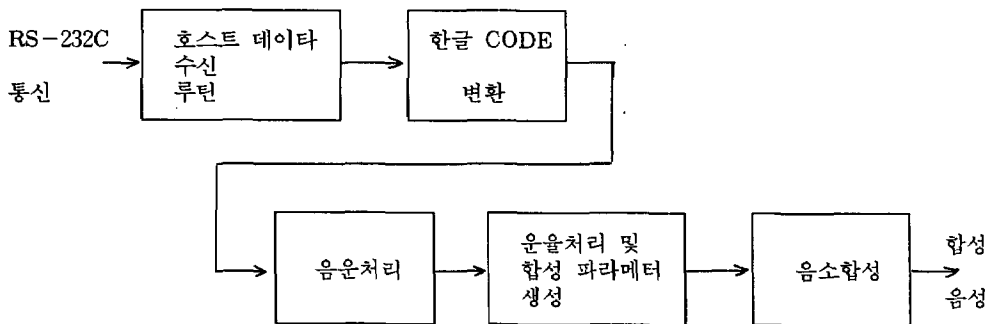 RS-232C
통신
호스트 데이타
수신
루틴
한글 CODE
변환
음운처리
운율처리 및
합성 파라메터
생성
음소합성
합성
음성